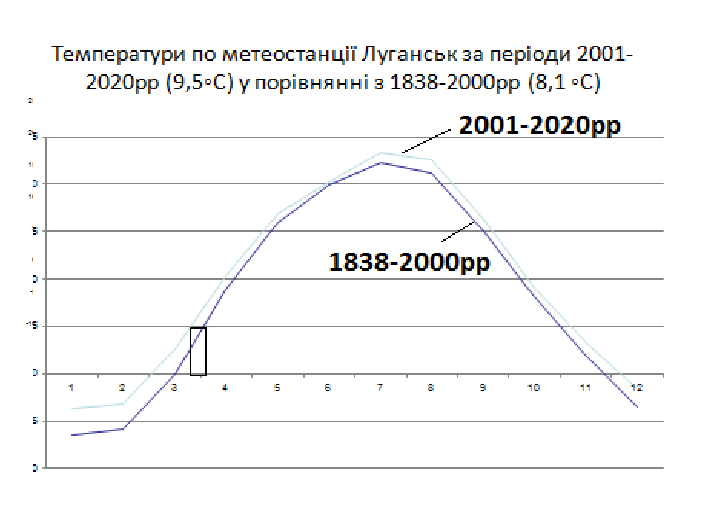 Температури по метеостанції Луганськ за періоди 2001-
2020рр (9,5◦С) у порівнянні з 1838-2000рр (8,1 ◦С)
2001-2020рр
1838-2000рр
1 2 3 4 5 6 7 8 9 10 11 12